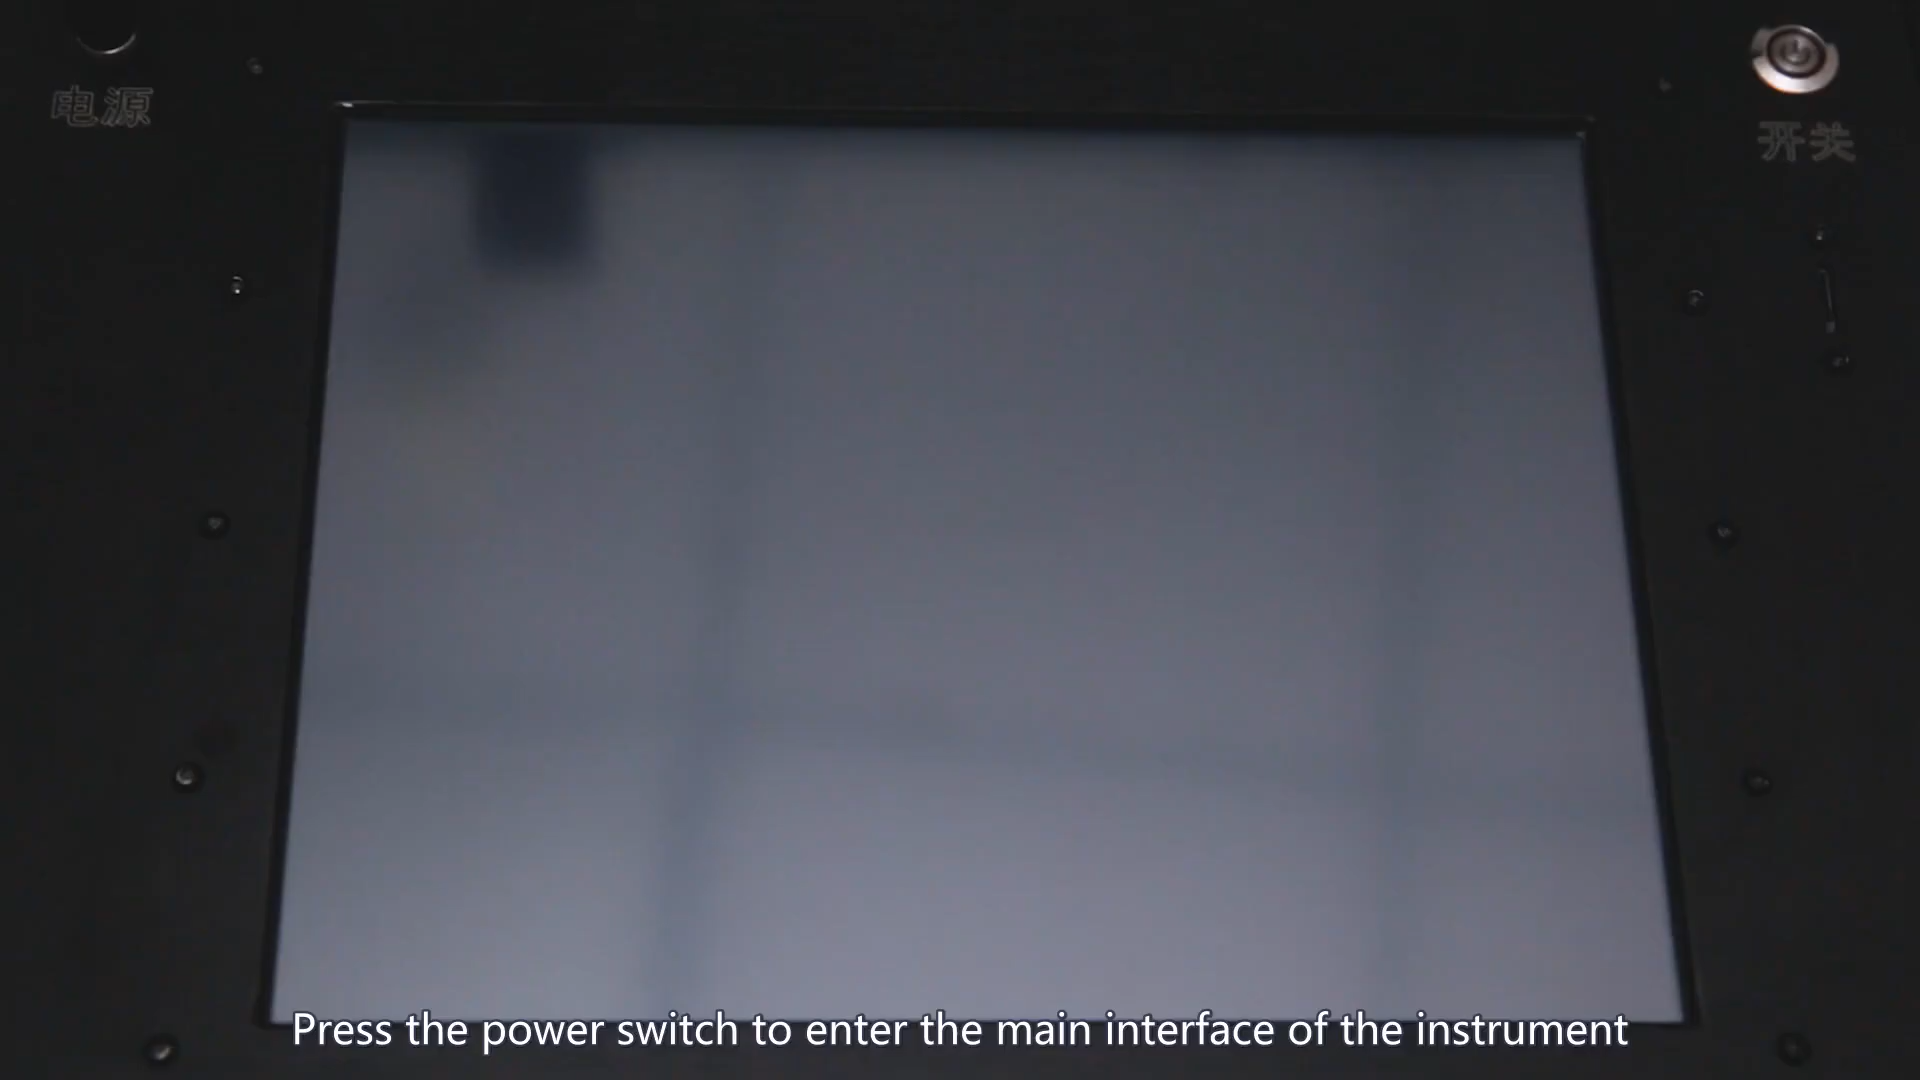 电源
开关
Press the power switch to enter the main interface of the instrument